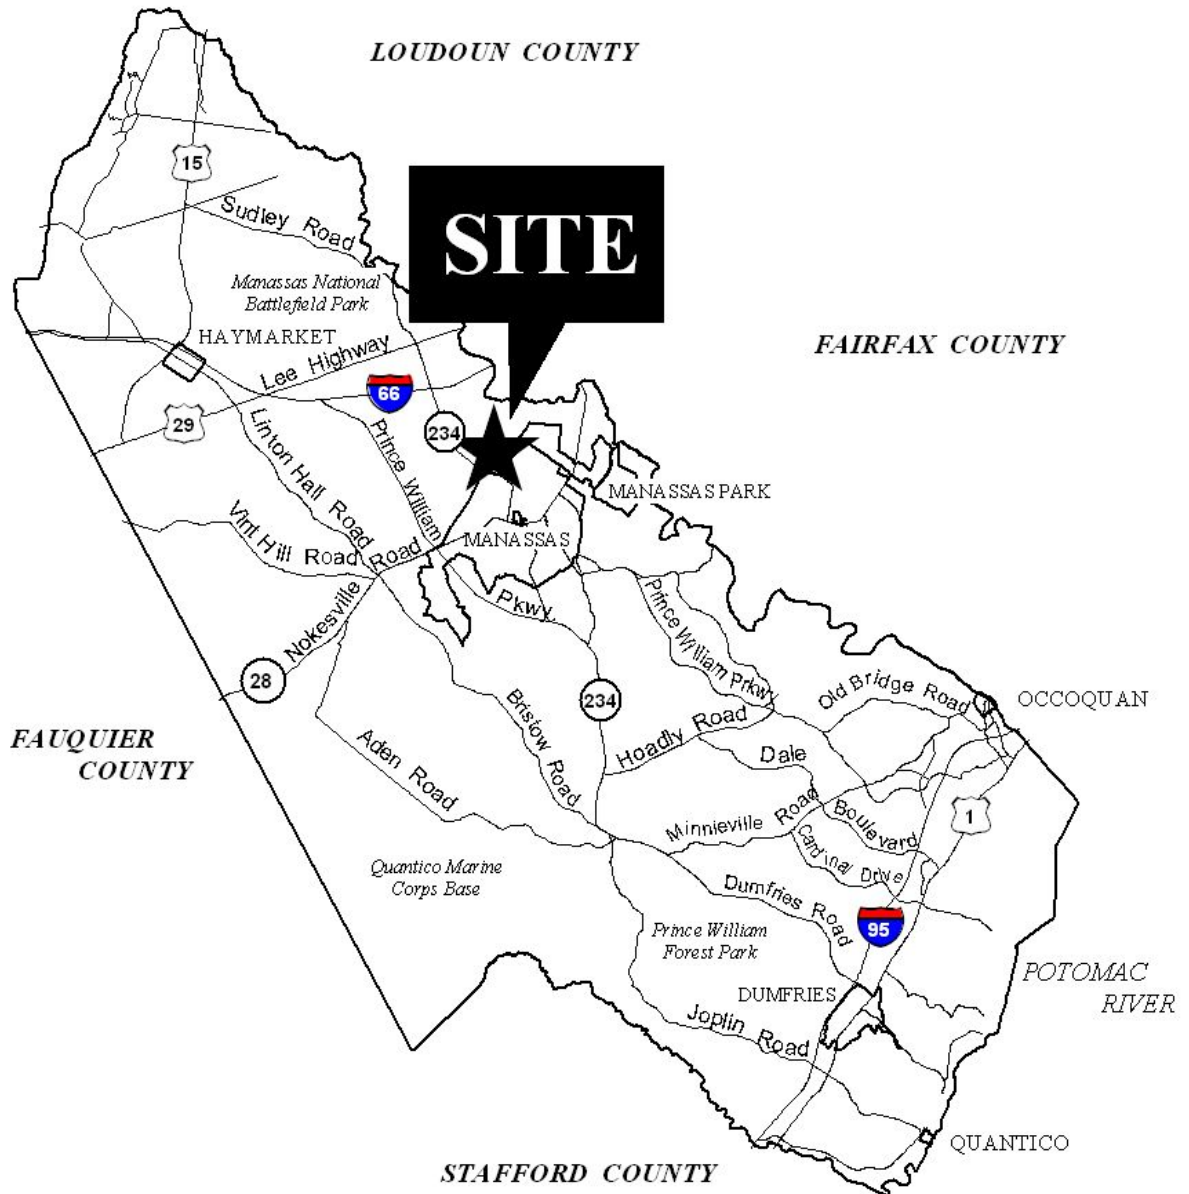 LOUDOUN COUNTY
15
Sudley Road
SITE
Manassas National
Battlefield Park
HAYMARKET
Lee Highway
FAIRFAX COUNTY
66
29
234
Linton Hall Road
Prince William
MANASSAS PARK
Vint Hill Road
Road
MANASSAS
Pkwy.
Prince William Prkwy
Nokesville
28
234
Old Bridge Road
OCCOQUAN
Bristow Road
Hoadly Road
FAUQUIER
COUNTY
Aden Road
Dale
Boulevard
Minnieville Road
1
Cardinal Drive
Quantico Marine
Corps Base
Dumfries Road
95
Prince William
Forest Park
POTOMAC
RIVER
DUMFRIES
Joplin Road
QUANTICO
STAFFORD COUNTY